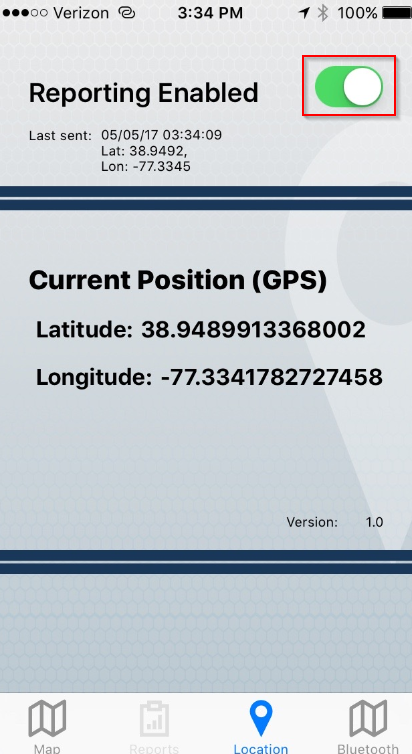 Verizon 3:34 PM 100%
Reporting Enabled
Last sent: 05/05/17 03:34:09
Lat: 38.9492,
Lon: -77.3345
Current Position (GPS)
Latitude: 38.9489913368002
Longitude: -77.3341782727458
Version: 1.0
Map Reports Location Bluetooth